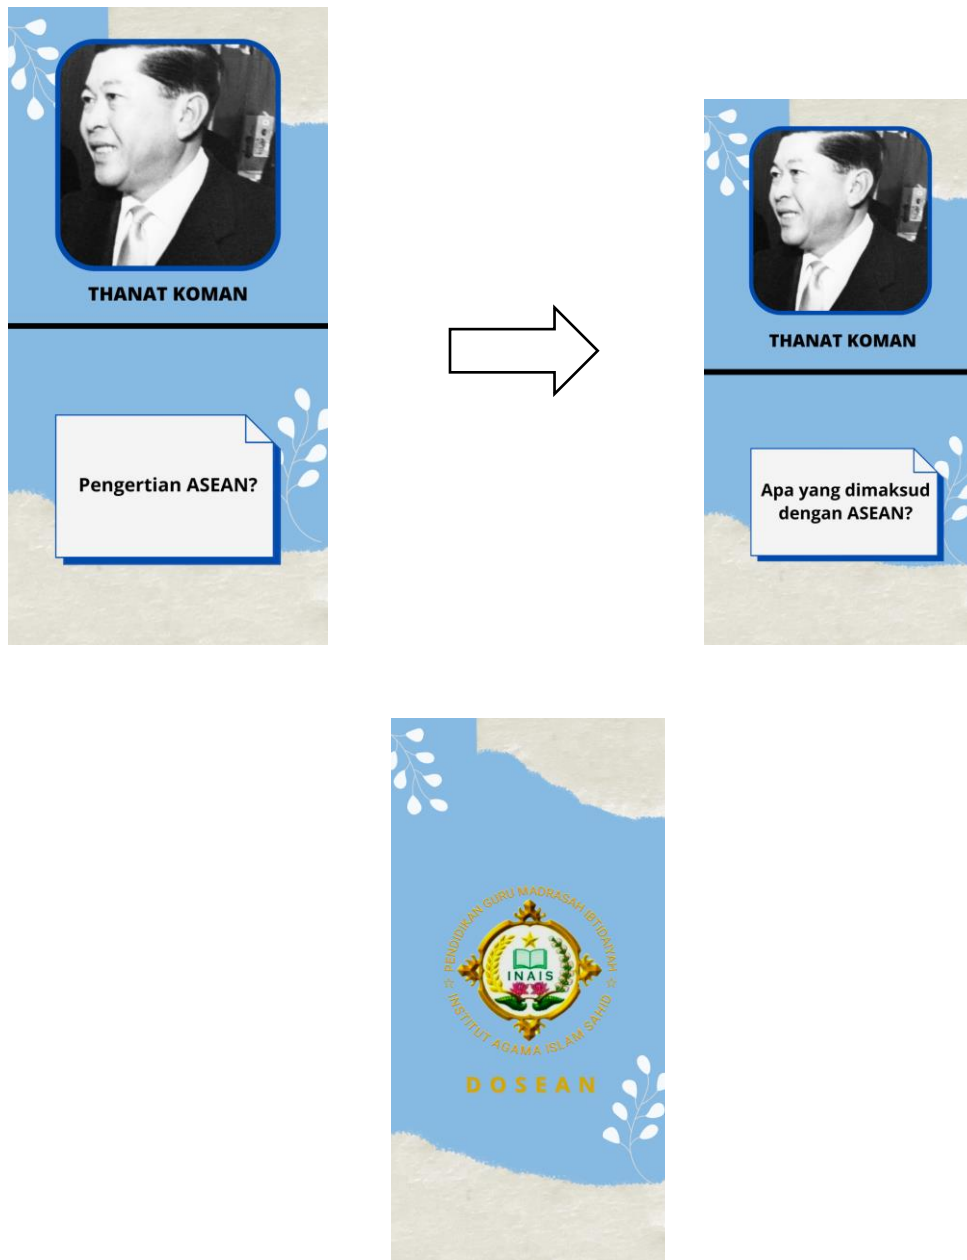 THANAT KOMAN
Pengertian ASEAN?
THANAT KOMAN
Apa yang dimaksud
dengan ASEAN?
PENDIDIKAN GURU MADRASAH IBTIDAIYAH
INAIS
INSTITUT AGAMA ISLAM SAHID
DOSEAN